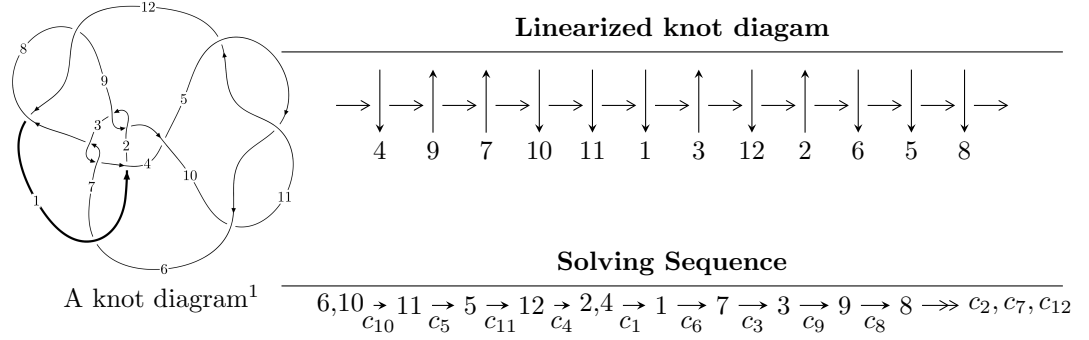 12
8
9
5
3
2
4
7
10
1
11
6
A knot diagram¹
Linearized knot diagam
4 9 7 10 11 1 3 12 2 6 5 8
Solving Sequence
6,10 → 11 → 5 → 12 → 2,4 → 1 → 7 → 3 → 9 → 8 →→ c₂, c₇, c₁₂
c₁₀ c₅ c₁₁ c₄ c₁ c₆ c₃ c₉ c₈